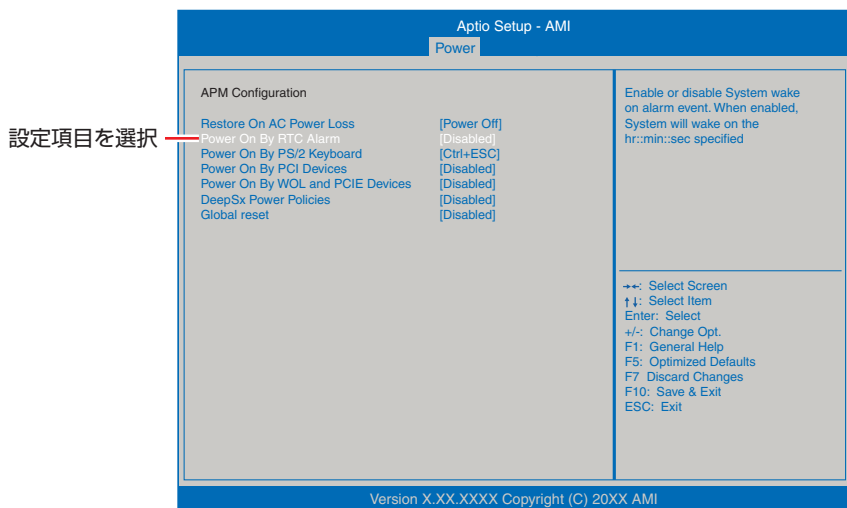 Aptio Setup - AMI
Power
設定項目を選択
APM Configuration
Restore On AC Power Loss [Power Off]
Power On By RTC Alarm [Disabled]
Power On By PS/2 Keyboard [Ctrl+ESC]
Power On By PCI Devices [Disabled]
Power On By WOL and PCIE Devices [Disabled]
DeepSx Power Policies [Disabled]
Global reset [Disabled]
Enable or disable System wake
on alarm event. When enabled,
System will wake on the
hr::min::sec specified
→←: Select Screen
↑↓: Select Item
Enter: Select
+/-: Change Opt.
F1: General Help
F5: Optimized Defaults
F7 Discard Changes
F10: Save & Exit
ESC: Exit
Version X.XX.XXXX Copyright (C) 20XX AMI